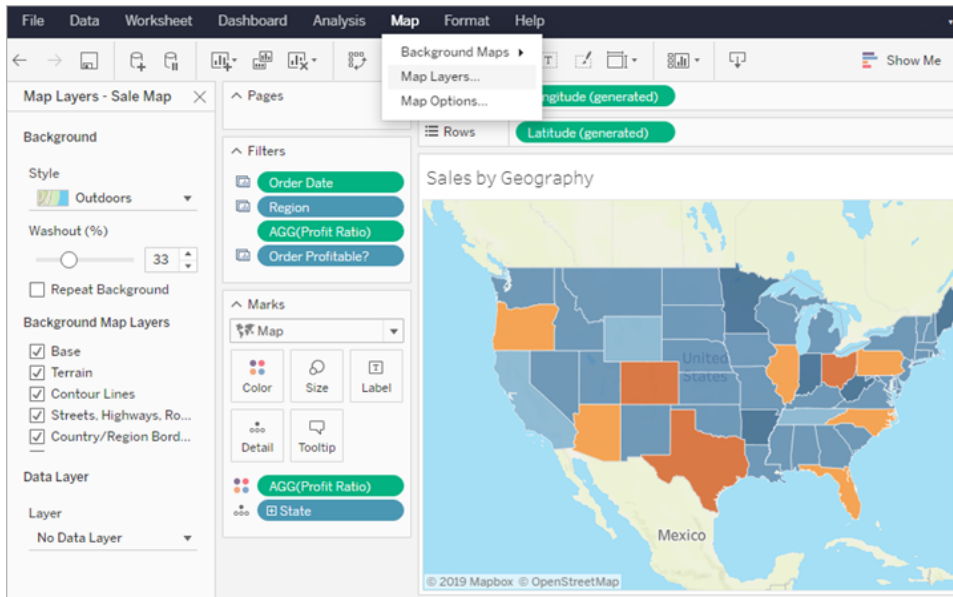 File Data Worksheet Dashboard Analysis Map Format Help
Background Maps
Map Layers...
Map Options...
Show Me
Map Layers - Sale Map
Background
Style
Outdoors
Washout (%)
33
Repeat Background
Background Map Layers
Base
Terrain
Contour Lines
Streets, Highways, Ro...
Country/Region Bord...
Data Layer
Layer
No Data Layer
Pages
Filters
Order Date
Region
AGG(Profit Ratio)
Order Profitable?
Marks
Map
Color Size Label
Detail Tooltip
AGG(Profit Ratio)
State
(generated)
Rows Latitude (generated)
Sales by Geography
United
States
Mexico
© 2019 Mapbox © OpenStreetMap